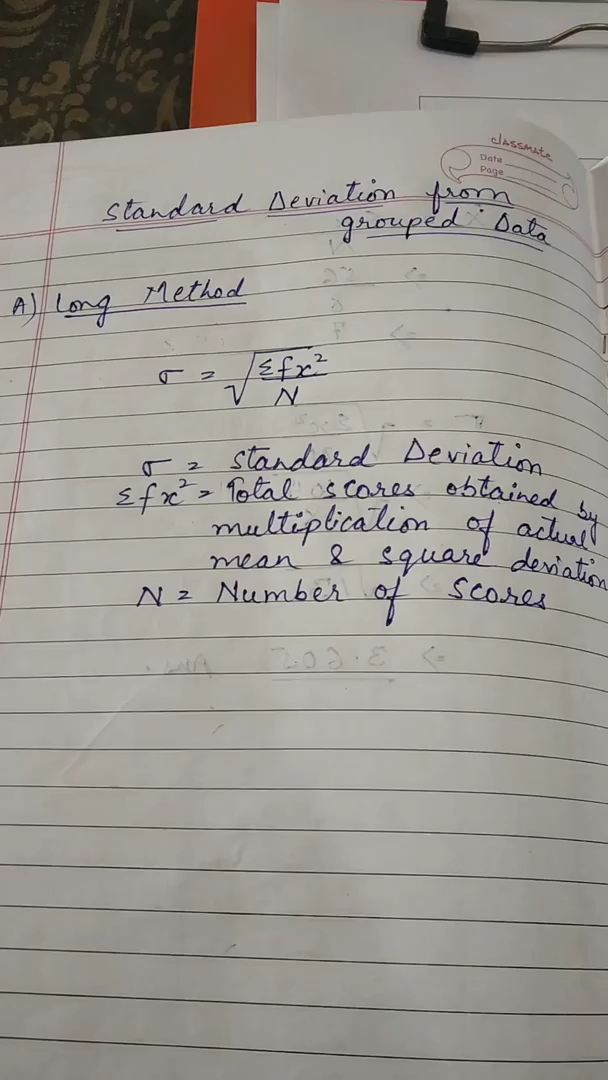 classmate
Date
Page
Standard Deviation from
grouped Data
A) Long Method
σ = √Σfx²/N
σ = Standard Deviation
Σfx² = Total scores obtained by
multiplication of actual
mean & square deviation
N = Number of Scores